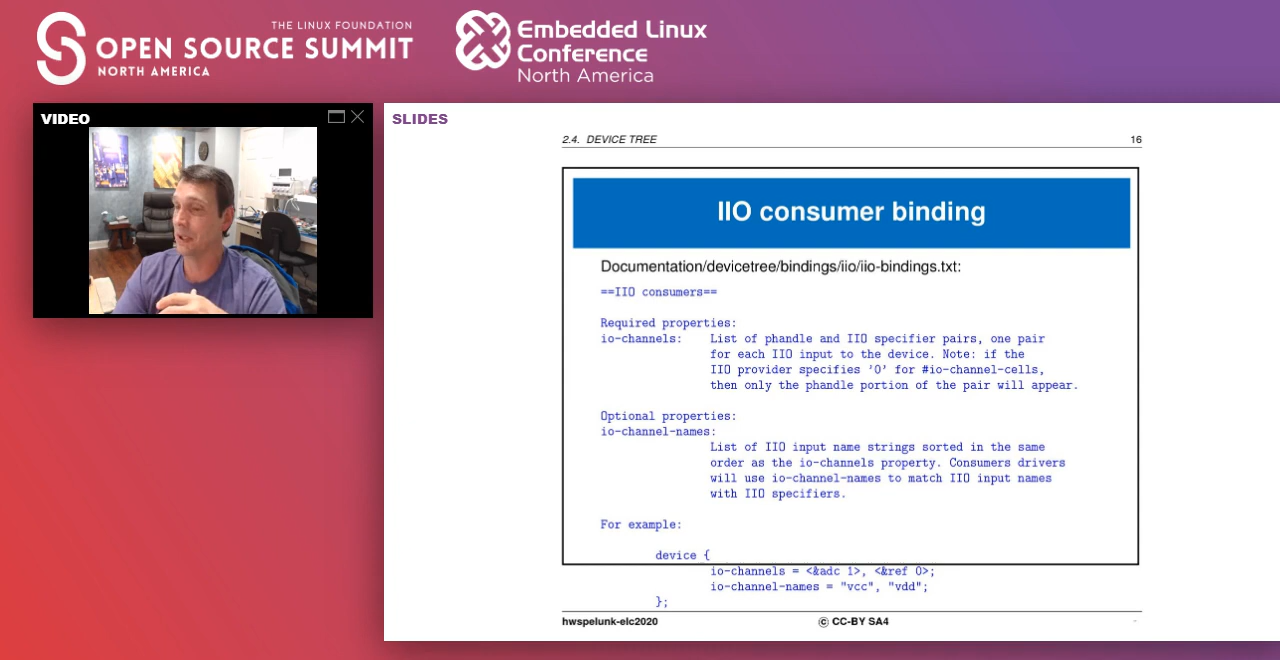 THE LINUX FOUNDATION
OPEN SOURCE SUMMIT
NORTH AMERICA
Embedded Linux
Conference
North America
VIDEO
SLIDES
2.4. DEVICE TREE 16
IIO consumer binding
Documentation/devicetree/bindings/iio/iio-bindings.txt:
==IIO consumers==
Required properties:
io-channels: List of phandle and IIO specifier pairs, one pair
for each IIO input to the device. Note: if the
IIO provider specifies '0' for #io-channel-cells,
then only the phandle portion of the pair will appear.
Optional properties:
io-channel-names:
List of IIO input name strings sorted in the same
order as the io-channels property. Consumers drivers
will use io-channel-names to match IIO input names
with IIO specifiers.
For example:
device {
io-channels = <&adc 1>, <&ref 0>;
io-channel-names = "vcc", "vdd";
};
hwspelunk-elc2020 © CC-BY SA4